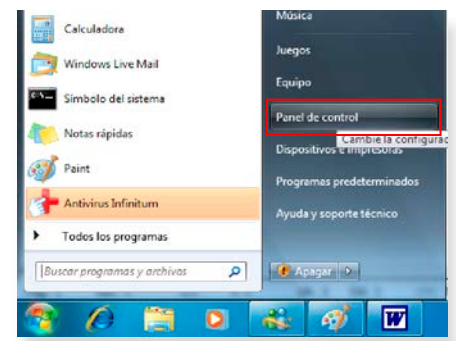 Calculadora
Windows Live Mail
Símbolo del sistema
Notas rápidas
Paint
Antivirus Infinitum
Todos los programas
Buscar programas y archivos
Música
Juegos
Equipo
Panel de control
Cambie la configurac
Dispositivos e impresoras
Programas predeterminados
Ayuda y soporte técnico
Apagar
W